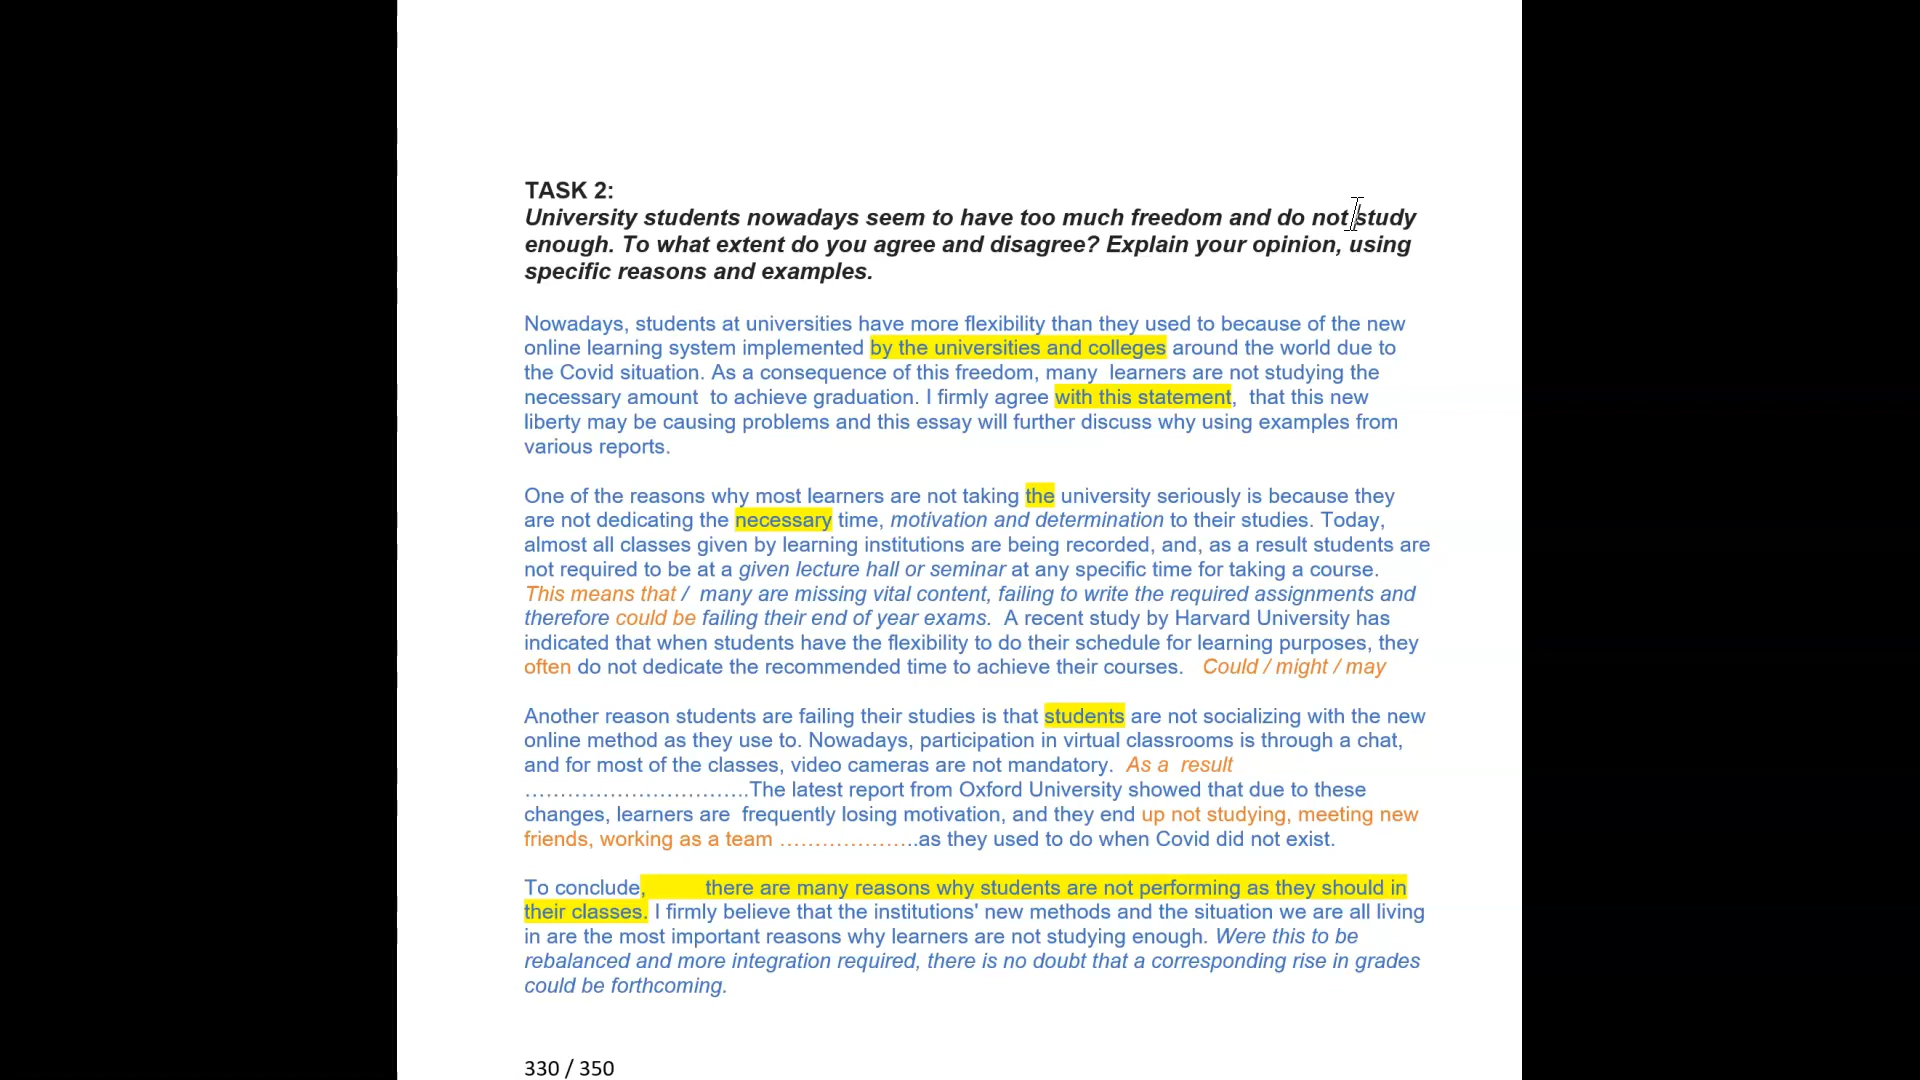 TASK 2:
University students nowadays seem to have too much freedom and do not study
enough. To what extent do you agree and disagree? Explain your opinion, using
specific reasons and examples.
Nowadays, students at universities have more flexibility than they used to because of the new
online learning system implemented by the universities and colleges around the world due to
the Covid situation. As a consequence of this freedom, many learners are not studying the
necessary amount to achieve graduation. I firmly agree with this statement, that this new
liberty may be causing problems and this essay will further discuss why using examples from
various reports.
One of the reasons why most learners are not taking the university seriously is because they
are not dedicating the necessary time, motivation and determination to their studies. Today,
almost all classes given by learning institutions are being recorded, and, as a result students are
not required to be at a given lecture hall or seminar at any specific time for taking a course.
This means that / many are missing vital content, failing to write the required assignments and
therefore could be failing their end of year exams. A recent study by Harvard University has
indicated that when students have the flexibility to do their schedule for learning purposes, they
often do not dedicate the recommended time to achieve their courses. Could / might / may
Another reason students are failing their studies is that students are not socializing with the new
online method as they use to. Nowadays, participation in virtual classrooms is through a chat,
and for most of the classes, video cameras are not mandatory. As a result
…………………………..The latest report from Oxford University showed that due to these
changes, learners are frequently losing motivation, and they end up not studying, meeting new
friends, working as a team ………………..as they used to do when Covid did not exist.
To conclude, there are many reasons why students are not performing as they should in
their classes. I firmly believe that the institutions' new methods and the situation we are all living
in are the most important reasons why learners are not studying enough. Were this to be
rebalanced and more integration required, there is no doubt that a corresponding rise in grades
could be forthcoming.
330 / 350